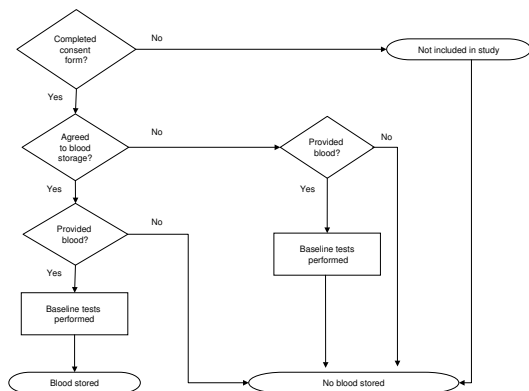 Completed
consent
form?
No
Not included in study
Yes
Agreed
to blood
storage?
No
Provided
blood?
No
Yes
Yes
Provided
blood?
No
Baseline tests
performed
Yes
Baseline tests
performed
Blood stored
No blood stored